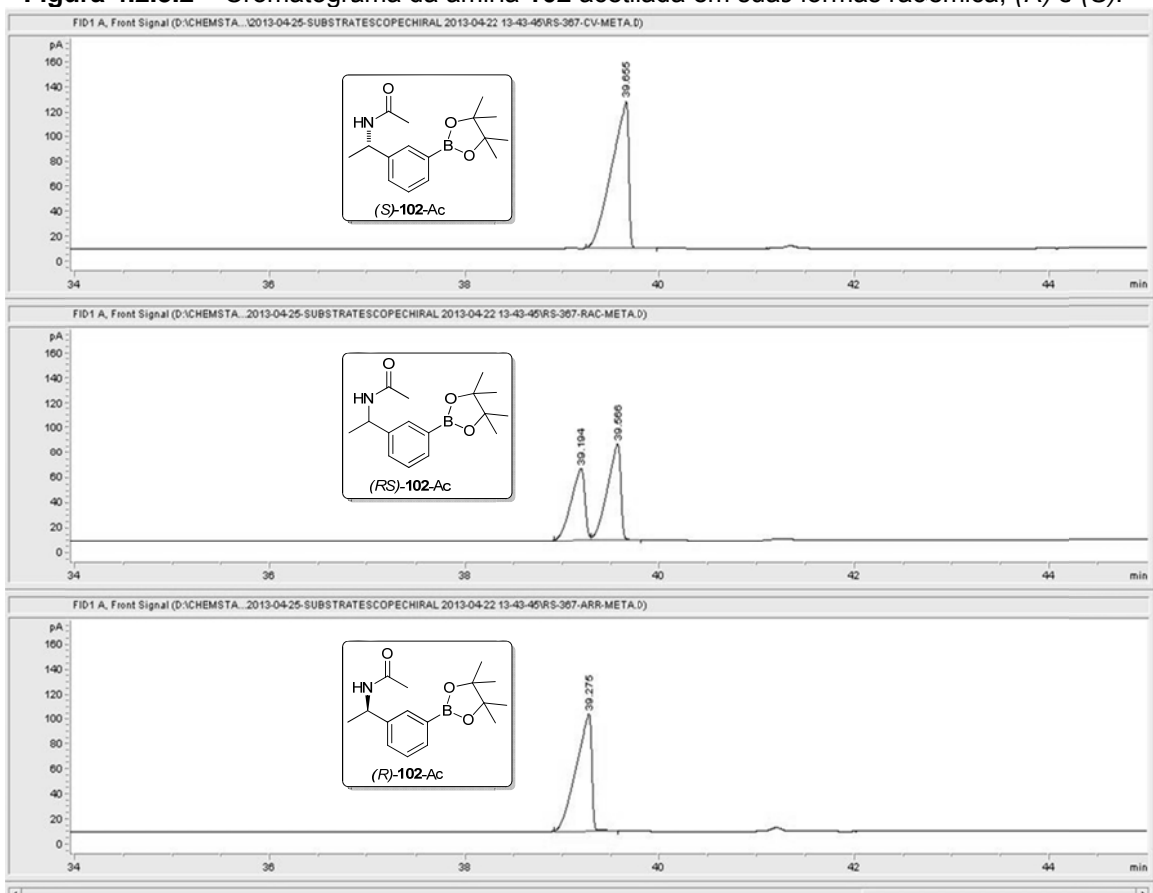 Figura 4.2.3.2 – Cromatograma da amina 102 acetilada em suas formas racêmica, (R) e (S).
FID1 A, Front Signal (D:\CHEMSTA...\2013-04-25-SUBSTRATESCOPECHIRAL 2013-04-22 13-43-45\RS-367-CV-META.D)
pA
160
140
120
100
80
60
40
20
0
39.655
O
HN
O
B
O
(S)-102-Ac
34
36
38
40
42
44
min
FID1 A, Front Signal (D:\CHEMSTA...2013-04-25-SUBSTRATESCOPECHIRAL 2013-04-22 13-43-45\RS-367-RAC-META.D)
pA
160
140
120
100
80
60
40
20
0
39.194
39.566
O
HN
O
B
O
(RS)-102-Ac
34
36
38
40
42
44
min
FID1 A, Front Signal (D:\CHEMSTA...2013-04-25-SUBSTRATESCOPECHIRAL 2013-04-22 13-43-45\RS-367-ARR-META.D)
pA
160
140
120
100
80
60
40
20
0
39.275
O
HN
O
B
O
(R)-102-Ac
34
36
38
40
42
44
min